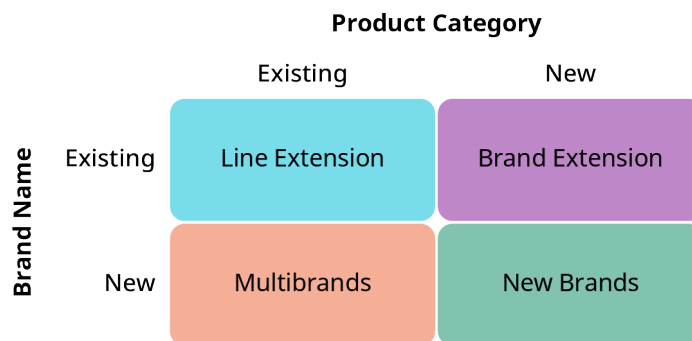 Product Category
Existing New
Brand Name
Existing Line Extension Brand Extension
New Multibrands New Brands